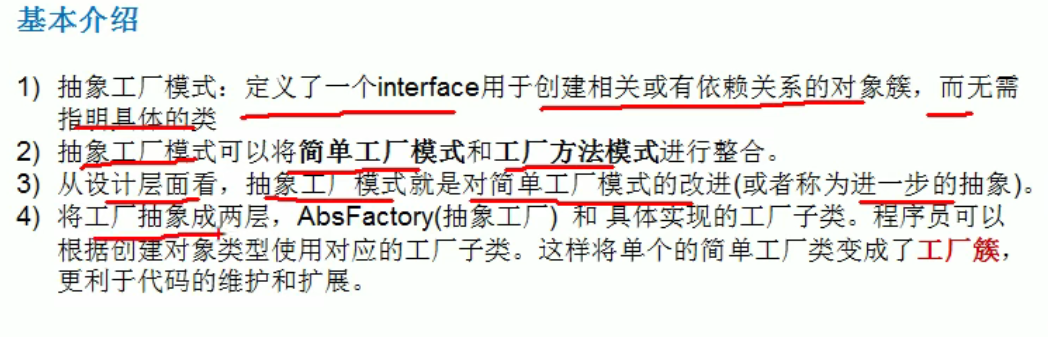 基本介绍
1) 抽象工厂模式：定义了一个interface用于创建相关或有依赖关系的对象簇，而无需
指明具体的类
2) 抽象工厂模式可以将简单工厂模式和工厂方法模式进行整合。
3) 从设计层面看，抽象工厂模式就是对简单工厂模式的改进(或者称为进一步的抽象)。
4) 将工厂抽象成两层，AbsFactory(抽象工厂) 和 具体实现的工厂子类。程序员可以
根据创建对象类型使用对应的工厂子类。这样将单个的简单工厂类变成了工厂簇，
更利于代码的维护和扩展。